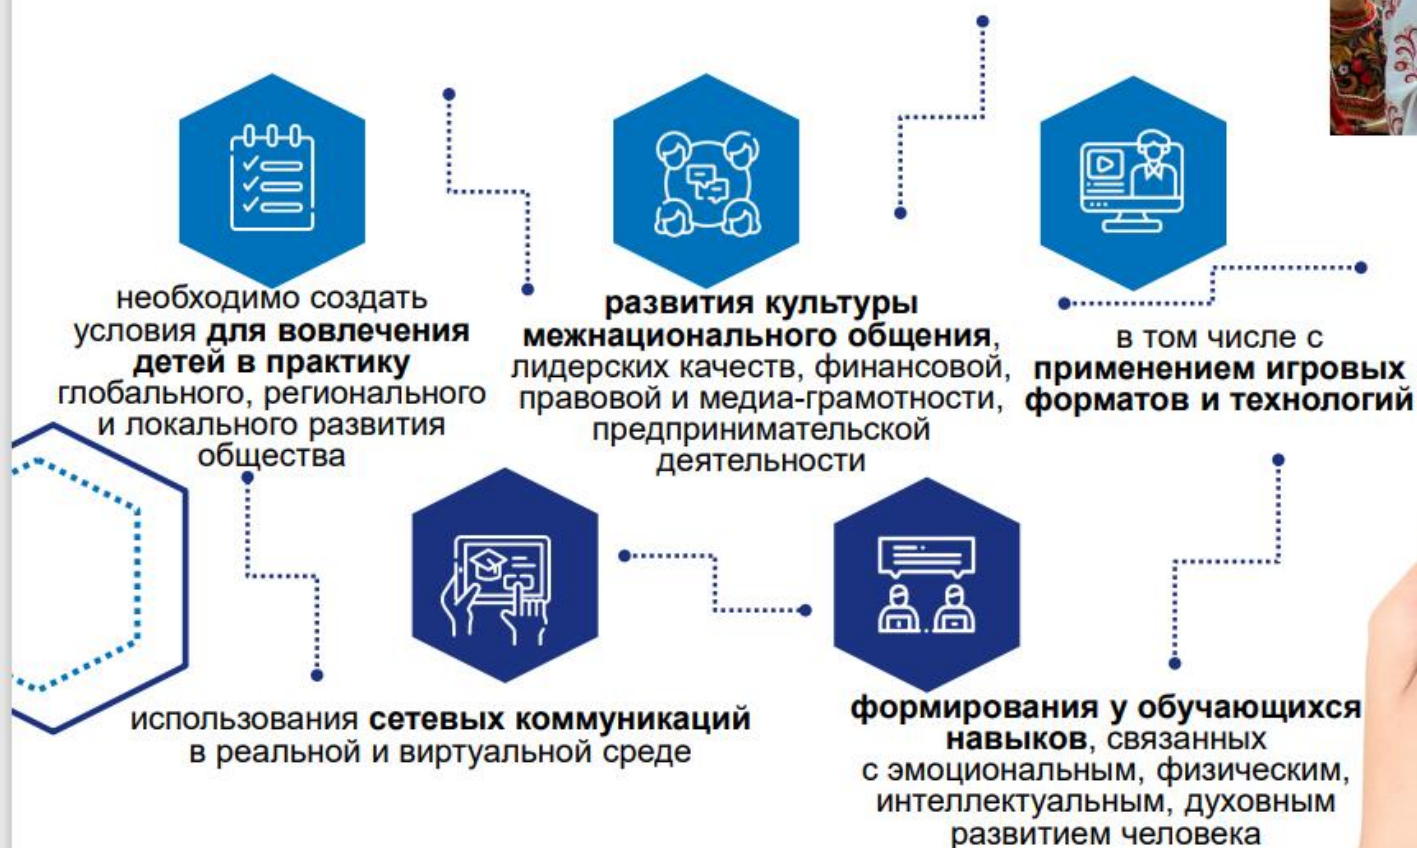 необходимо создать
условия для вовлечения
детей в практику
глобального, регионального
и локального развития
общества
развития культуры
межнационального общения,
лидерских качеств, финансовой,
правовой и медиа-грамотности,
предпринимательской
деятельности
в том числе с
применением игровых
форматов и технологий
использования сетевых коммуникаций
в реальной и виртуальной среде
формирования у обучающихся
навыков, связанных
с эмоциональным, физическим,
интеллектуальным, духовным
развитием человека